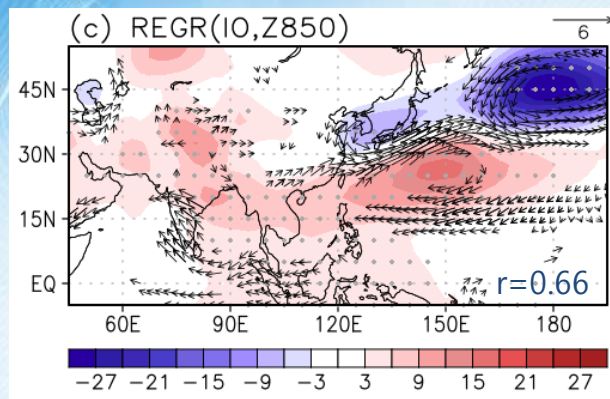 (c) REGR(IO,Z850)
6
45N
30N
15N
EQ
r=0.66
60E 90E 120E 150E 180
-27 -21 -15 -9 -3 3 9 15 21 27